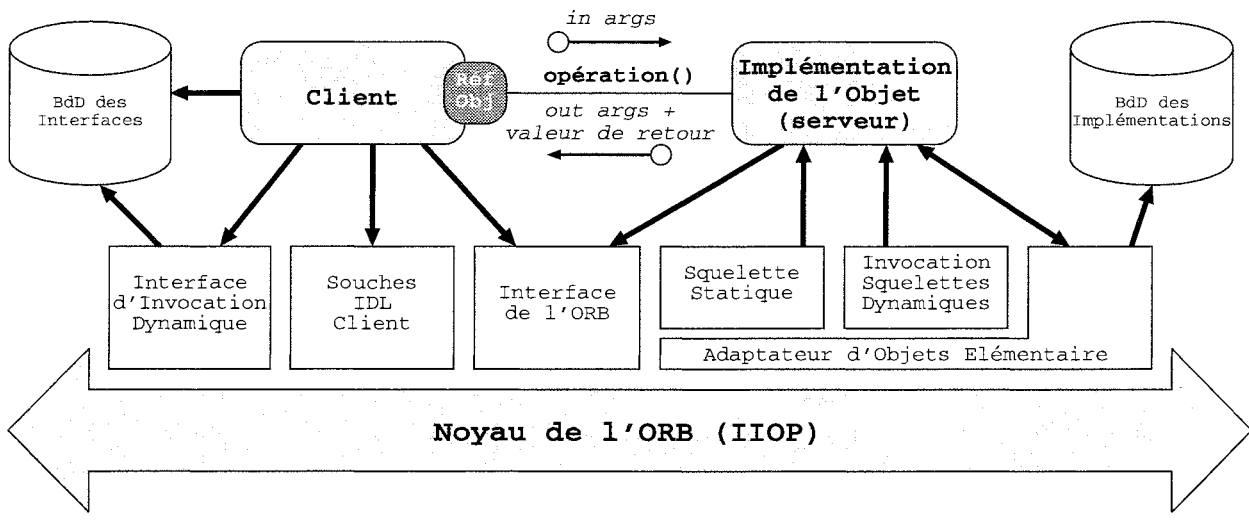 in args
BdD des
Interfaces
Client
Réf
Obj
opération()
out args +
valeur de retour
Implémentation
de l'Objet
(serveur)
BdD des
Implémentations
Interface
d'Invocation
Dynamique
Souches
IDL
Client
Interface
de l'ORB
Squelette
Statique
Invocation
Squelettes
Dynamiques
Adaptateur d'Objets Elémentaire
Noyau de l'ORB (IIOP)